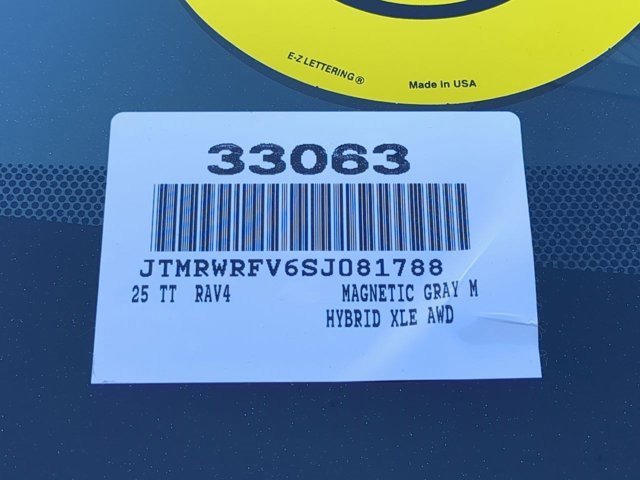 E-Z LETTERING®
Made in USA
33063
JTMRWRFV6SJ081788
25 TT RAV4 MAGNETIC GRAY M
HYBRID XLE AWD